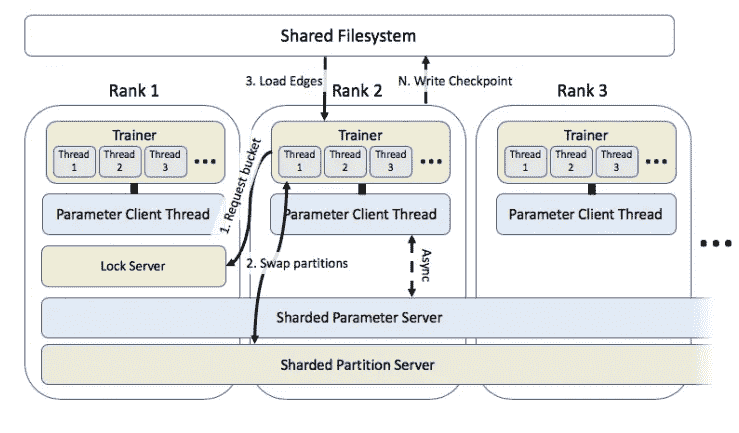 Shared Filesystem
3. Load Edges
N. Write Checkpoint
Rank 1
Rank 2
Rank 3
Trainer
Thread 1
Thread 2
Thread 3
...
Trainer
Thread 1
Thread 2
Thread 3
...
Trainer
Thread 1
Thread 2
Thread 3
...
1. Request bucket
Parameter Client Thread
Parameter Client Thread
Parameter Client Thread
...
Lock Server
2. Swap partitions
Async
Sharded Parameter Server
Sharded Partition Server